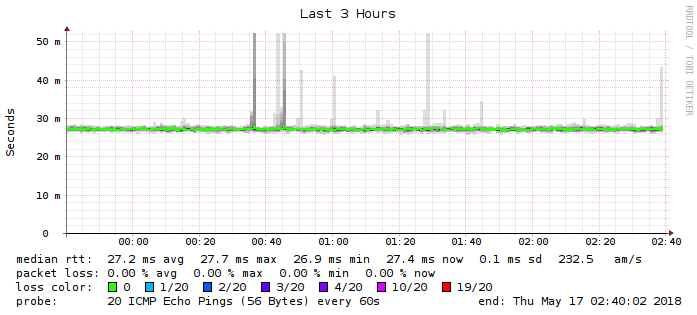 Last 3 Hours
RRDTOOL / TOBI OETIKER
Seconds
50 m
40 m
30 m
20 m
10 m
0
00:00 00:20 00:40 01:00 01:20 01:40 02:00 02:20 02:40
median rtt: 27.2 ms avg 27.7 ms max 26.9 ms min 27.4 ms now 0.1 ms sd 232.5 am/s
packet loss: 0.00 % avg 0.00 % max 0.00 % min 0.00 % now
loss color: 0 1/20 2/20 3/20 4/20 10/20 19/20
probe: 20 ICMP Echo Pings (56 Bytes) every 60s end: Thu May 17 02:40:02 2018